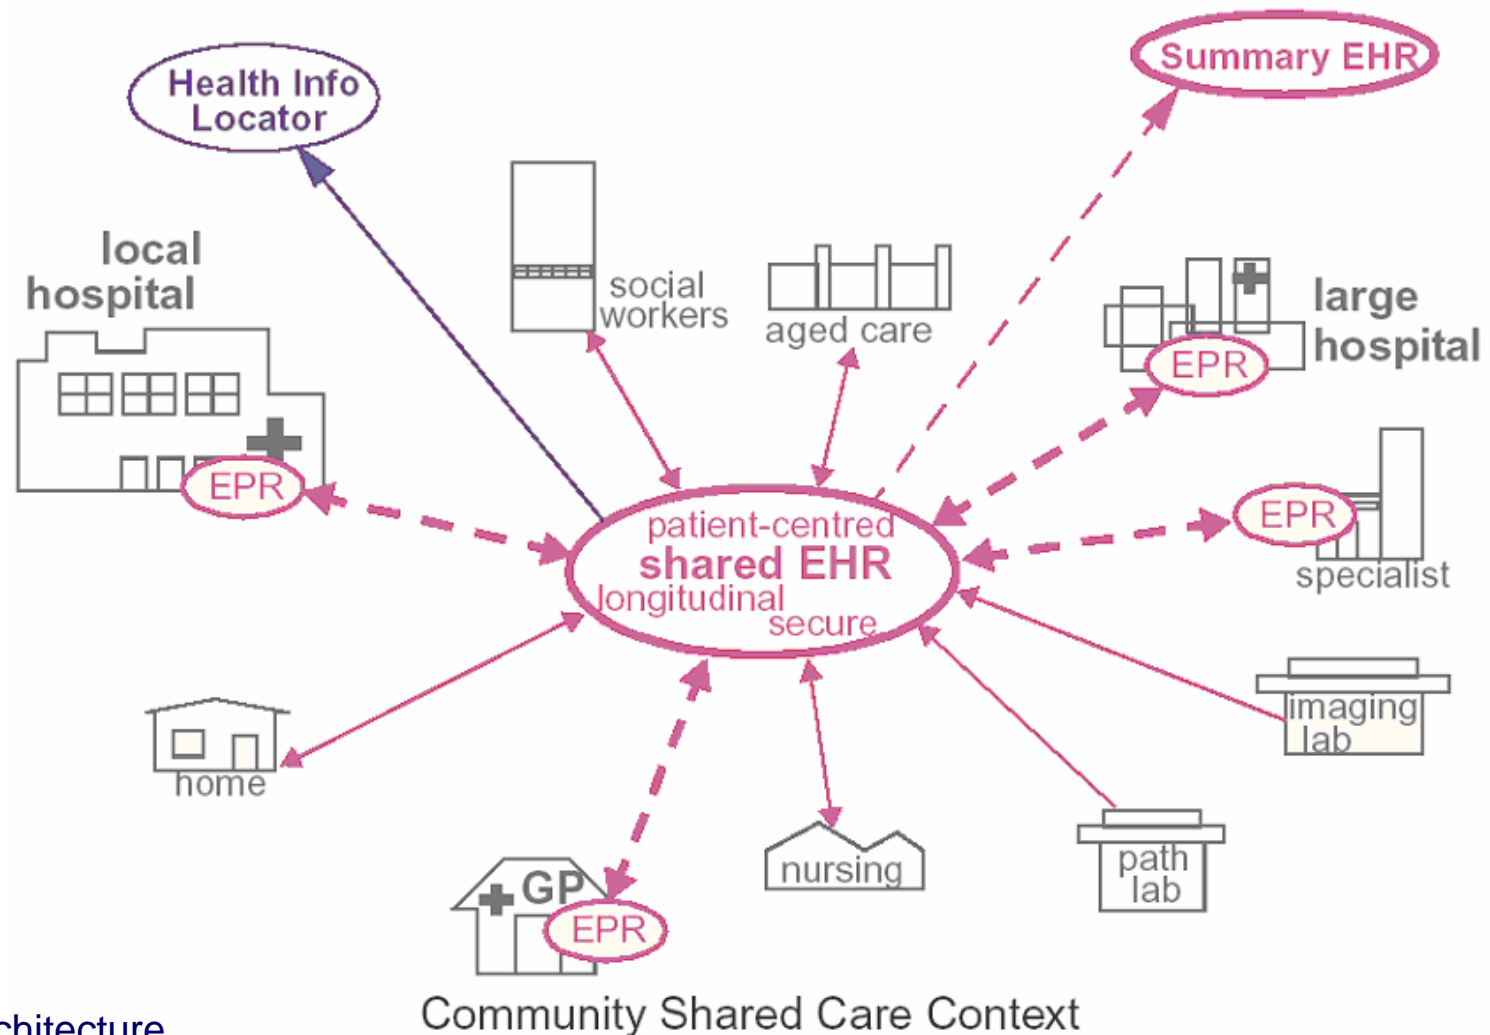 Health Info
Locator
Summary EHR
local
hospital
social
workers
aged care
large
hospital
EPR
EPR
EPR
specialist
patient-centred
shared EHR
longitudinal
secure
imaging
lab
home
path
lab
nursing
GP
EPR
Community Shared Care Context
chitecture